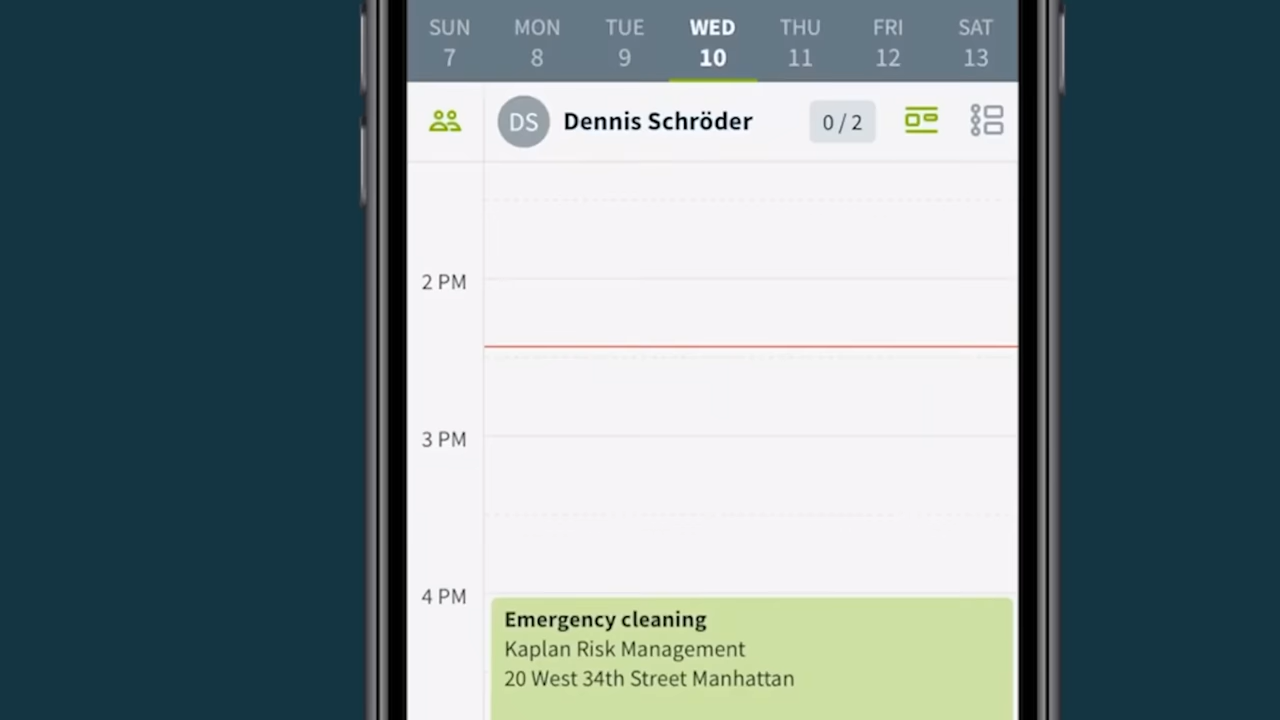 SUN MON TUE WED THU FRI SAT
7 8 9 10 11 12 13
DS Dennis Schröder 0 / 2
2 PM
3 PM
4 PM
Emergency cleaning
Kaplan Risk Management
20 West 34th Street Manhattan